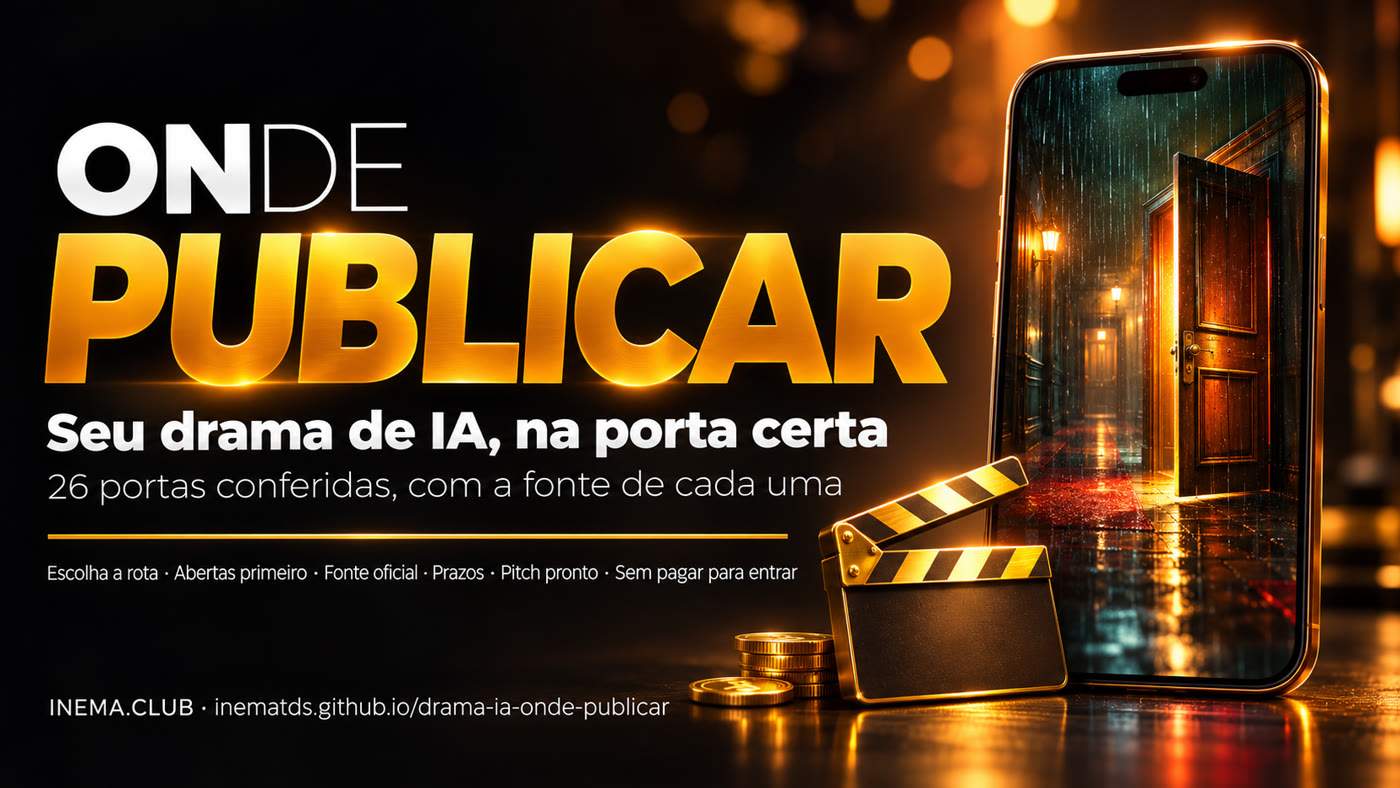 ONDE
PUBLICAR
Seu drama de IA, na porta certa
26 portas conferidas, com a fonte de cada uma
Escolha a rota · Abertas primeiro · Fonte oficial · Prazos · Pitch pronto · Sem pagar para entrar
INEMA.CLUB · inematds.github.io/drama-ia-onde-publicar